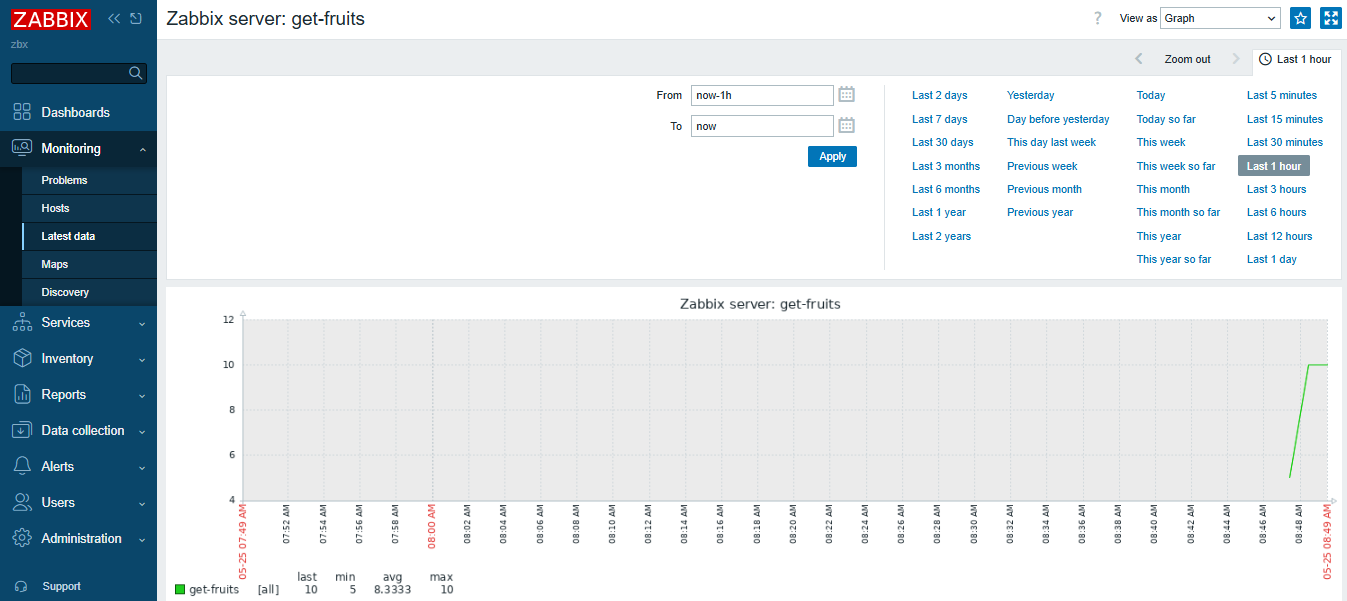 ZABBIX
zbx
Dashboards
Monitoring
Problems
Hosts
Latest data
Maps
Discovery
Services
Inventory
Reports
Data collection
Alerts
Users
Administration
Support
Zabbix server: get-fruits
? View as Graph
Zoom out Last 1 hour
From now-1h
To now
Apply
Last 2 days Yesterday Today Last 5 minutes
Last 7 days Day before yesterday Today so far Last 15 minutes
Last 30 days This day last week This week Last 30 minutes
Last 3 months Previous week This week so far Last 1 hour
Last 6 months Previous month This month Last 3 hours
Last 1 year Previous year This month so far Last 6 hours
Last 2 years This year Last 12 hours
This year so far Last 1 day
Zabbix server: get-fruits
12
10
8
6
4
05-25 07:49 AM
07:52 AM
07:54 AM
07:56 AM
07:58 AM
08:00 AM
08:02 AM
08:04 AM
08:06 AM
08:08 AM
08:10 AM
08:12 AM
08:14 AM
08:16 AM
08:18 AM
08:20 AM
08:22 AM
08:24 AM
08:26 AM
08:28 AM
08:30 AM
08:32 AM
08:34 AM
08:36 AM
08:38 AM
08:40 AM
08:42 AM
08:44 AM
08:46 AM
08:48 AM
05-25 08:49 AM
last min avg max
get-fruits [all] 10 5 8.3333 10